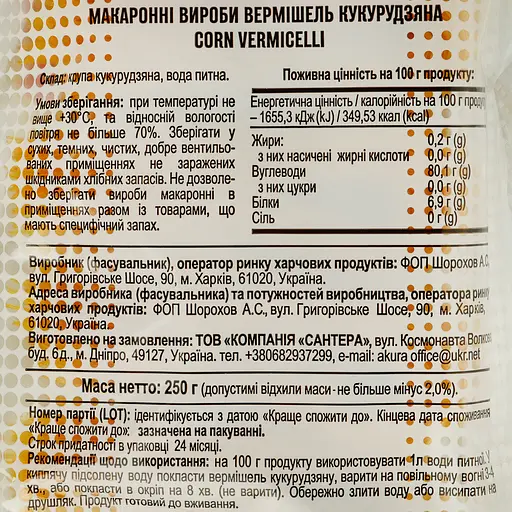 МАКАРОННІ ВИРОБИ ВЕРМІШЕЛЬ КУКУРУДЗЯНА
CORN VERMICELLI
Склад: крупа кукурудзяна, вода питна.
Умови зберігання: при температурі не
вище +30°С, та відносній вологості
повітря не більше 70%. Зберігати у
сухих, темних, чистих, добре вентильо-
ваних приміщеннях не заражених
шкідниками хлібних запасів. Не дозволе-
но зберігати вироби макаронні в
приміщеннях разом із товарами, що
мають специфічний запах.
Поживна цінність на 100 г продукту:
Енергетична цінність / калорійність на 100 г проду
– 1655,3 кДж (kJ) / 349,53 ккал (kcal)
Жири: 0,2 г (g)
з них насичені жирні кислоти 0,0 г (g)
Вуглеводи 80,1 г (g)
з них цукри 0,0 г (g)
Білки 6,9 г (g)
Сіль 0 г (g)
Виробник (фасувальник), оператор ринку харчових продуктів: ФОП Шорохов А.С,
вул. Григорівське Шосе, 90, м. Харків, 61020, Україна.
Адреса виробника (фасувальника) та потужностей виробництва, оператора ринку
харчових продуктів: ФОП Шорохов А.С, вул. Григорівське Шосе, 90, м. Харків,
61020, Україна.
Виготовлено на замовлення: ТОВ «КОМПАНІЯ «САНТЕРА», вул. Космонавта Волкова
буд. 6д., м. Дніпро, 49127, Україна. тел. +380682937299, e-mail: akura office@ukr.net
Маса нетто: 250 г (допустимі відхили маси - не більше мінус 2,0%).
Номер партії (LOT): ідентифікується з датою «Краще спожити до». Кінцева дата споживання
«Краще спожити до»: зазначена на пакуванні.
Строк придатності в упаковці 24 місяці.
Рекомендації щодо використання: на 100 г продукту використовувати 1л води питної. У
киплячу підсолену воду покласти вермішель кукурудзяну, варити на повільному вогні 3-4
хв., або покласти в окріп на 8 хв. (не варити). Обережно злити воду або висипати на
друшляк. Продукт готовий до вживання.